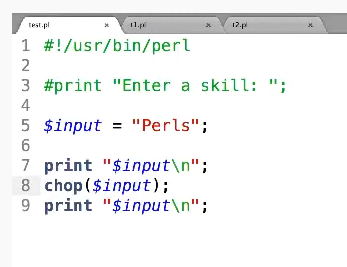 test.pl × t1.pl × t2.pl ×
1 #!/usr/bin/perl
2
3 #print "Enter a skill: ";
4
5 $input = "Perls";
6
7 print "$input\n";
8 chop($input);
9 print "$input\n";